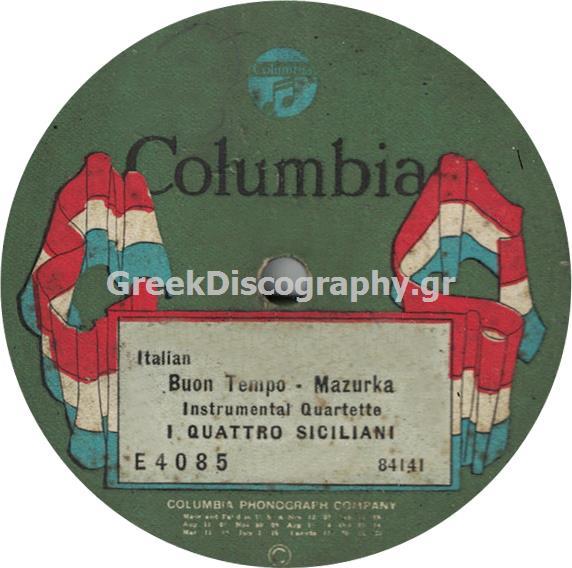 Columbia
Columbia
GreekDiscography.gr
Italian
Buon Tempo - Mazurka
Instrumental Quartette
I QUATTRO SICILIANI
E4085 84141
COLUMBIA PHONOGRAPH COMPANY
©